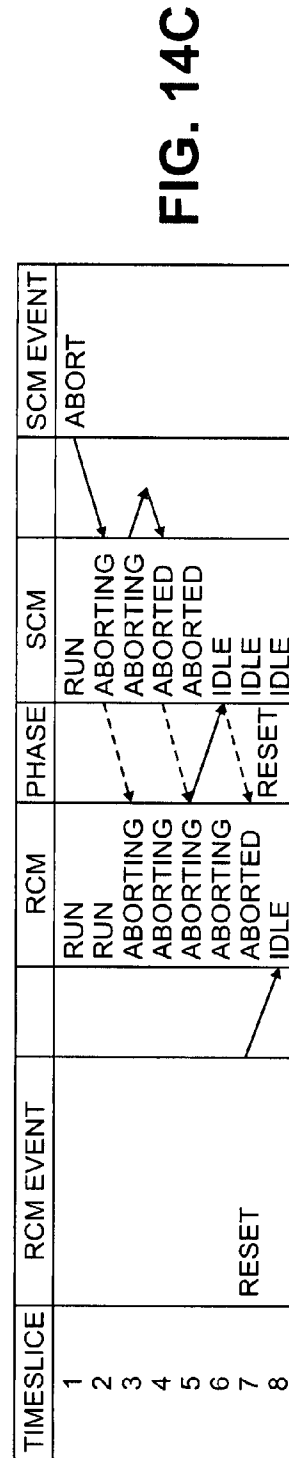 TIMESLICE RCM EVENT RCM PHASE SCM SCM EVENT
1 RUN RUN ABORT
2 RUN ABORTING
3 ABORTING ABORTING
4 ABORTING ABORTED
5 ABORTING ABORTED
6 ABORTING IDLE
7 RESET ABORTED RESET IDLE
8 IDLE IDLE
FIG. 14C